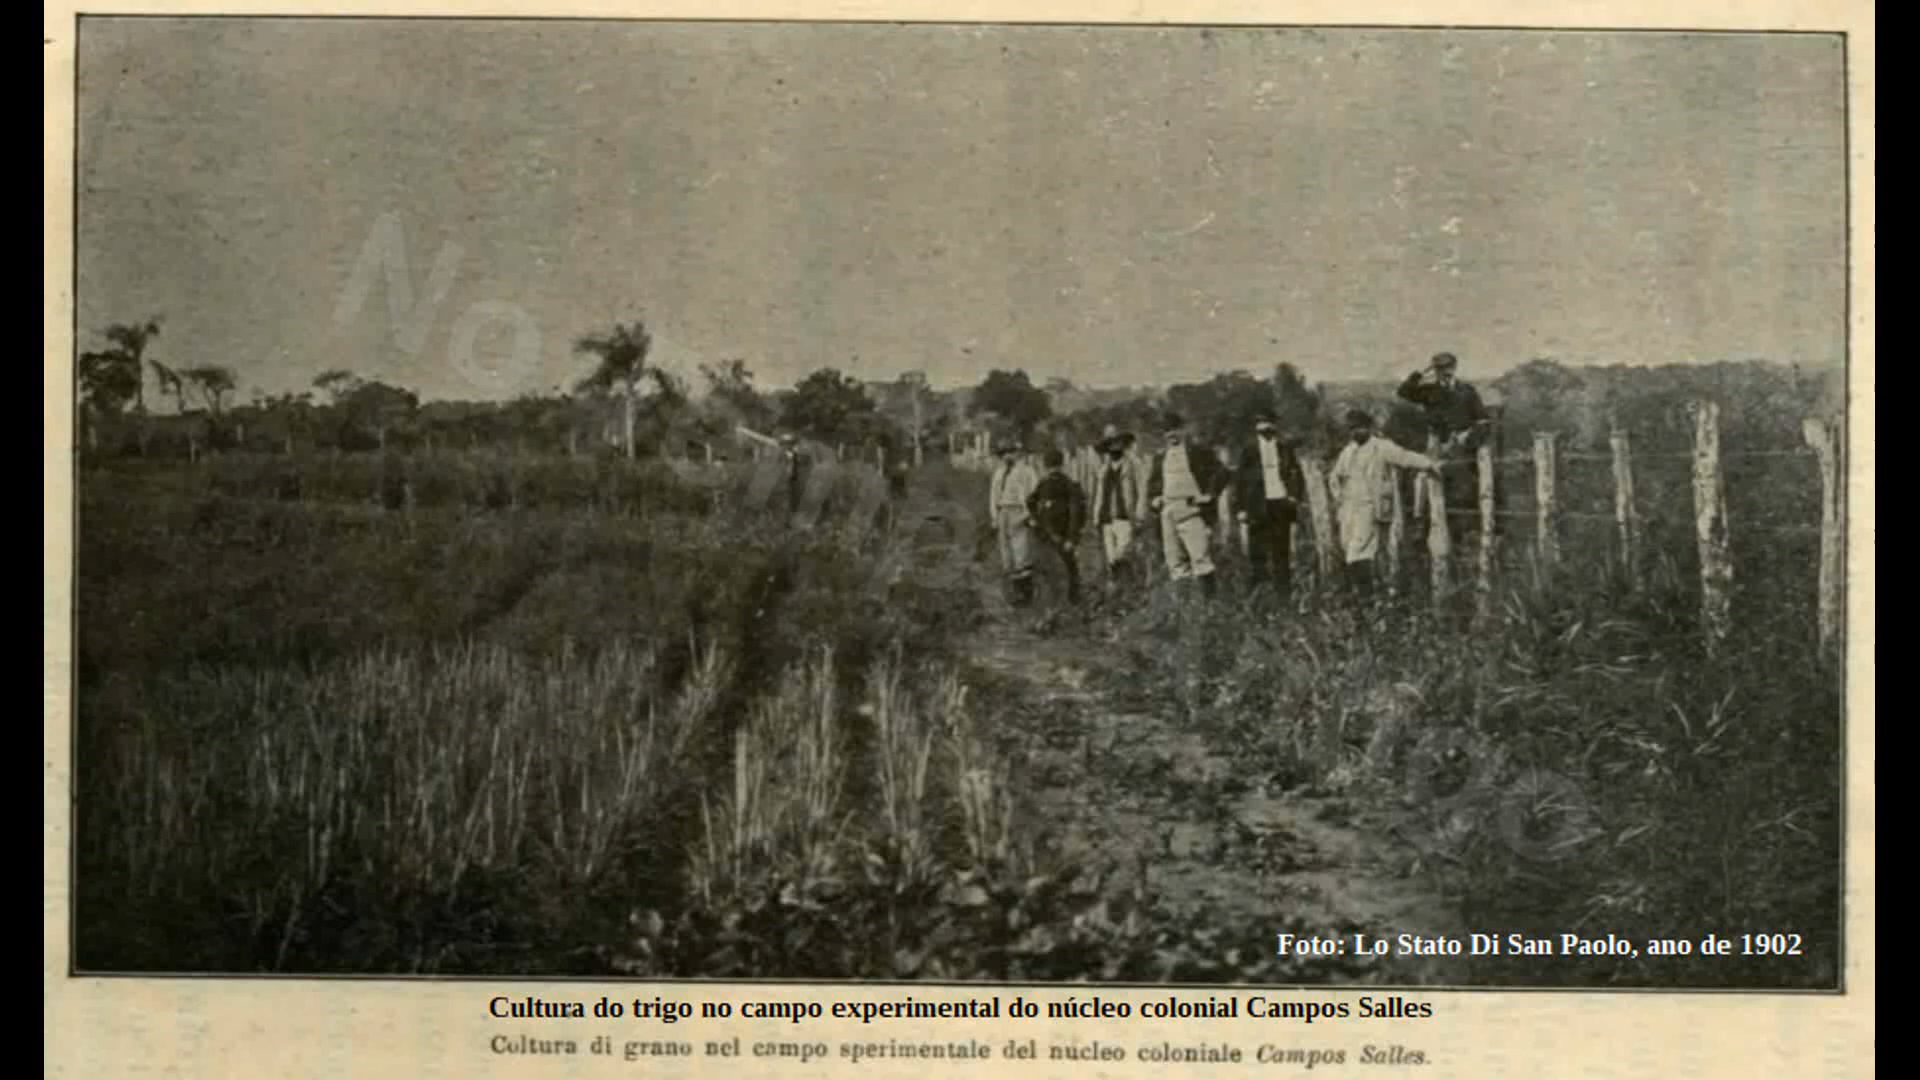 No
Foto: Lo Stato Di San Paolo, ano de 1902
Cultura do trigo no campo experimental do núcleo colonial Campos Salles
Coltura di grano nel campo sperimentale del nucleo coloniale Campos Salles.